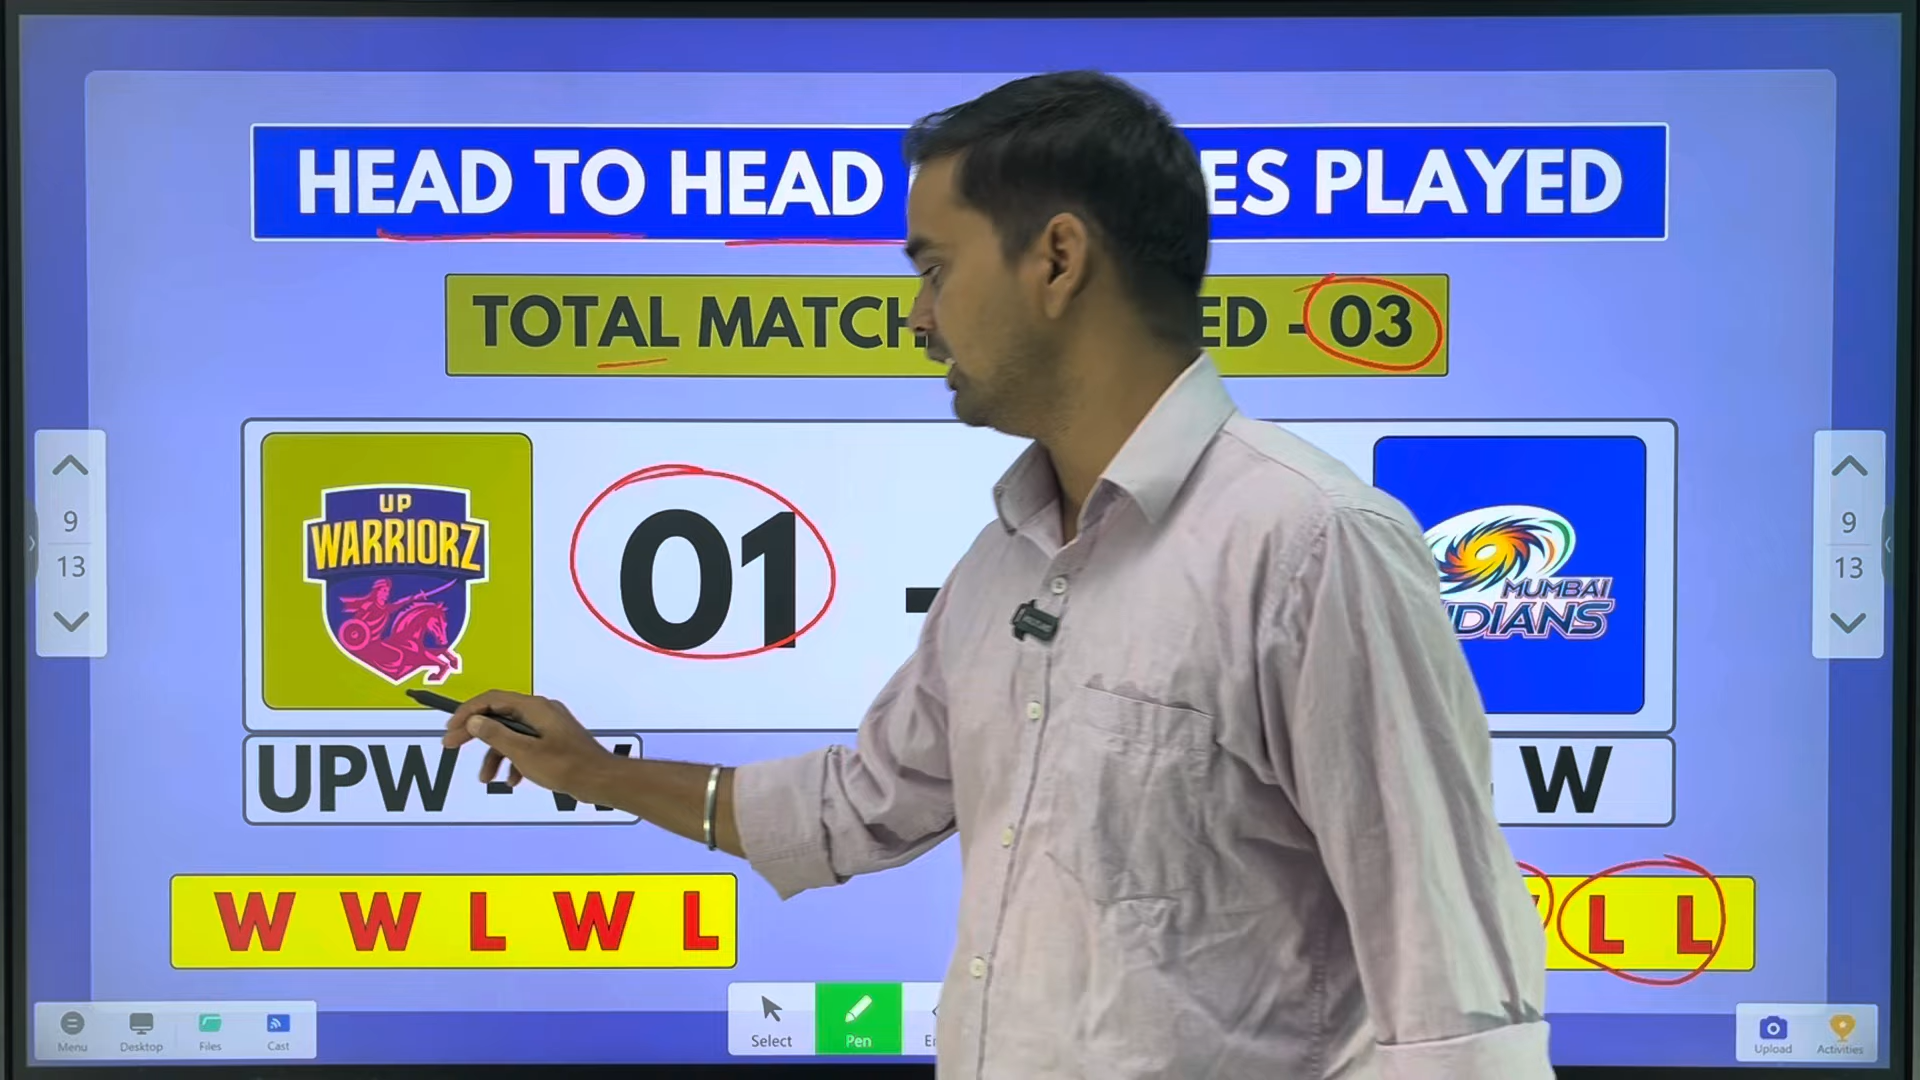 HEAD TO HEAD ES PLAYED
TOTAL MATCH ED - 03
UP
WARRIORZ
01 -
MUMBAI
DIANS
UPW - W
W
W W L W L
L L
9
13
9
13
Menu Desktop Files Cast
Select Pen
Upload Activities